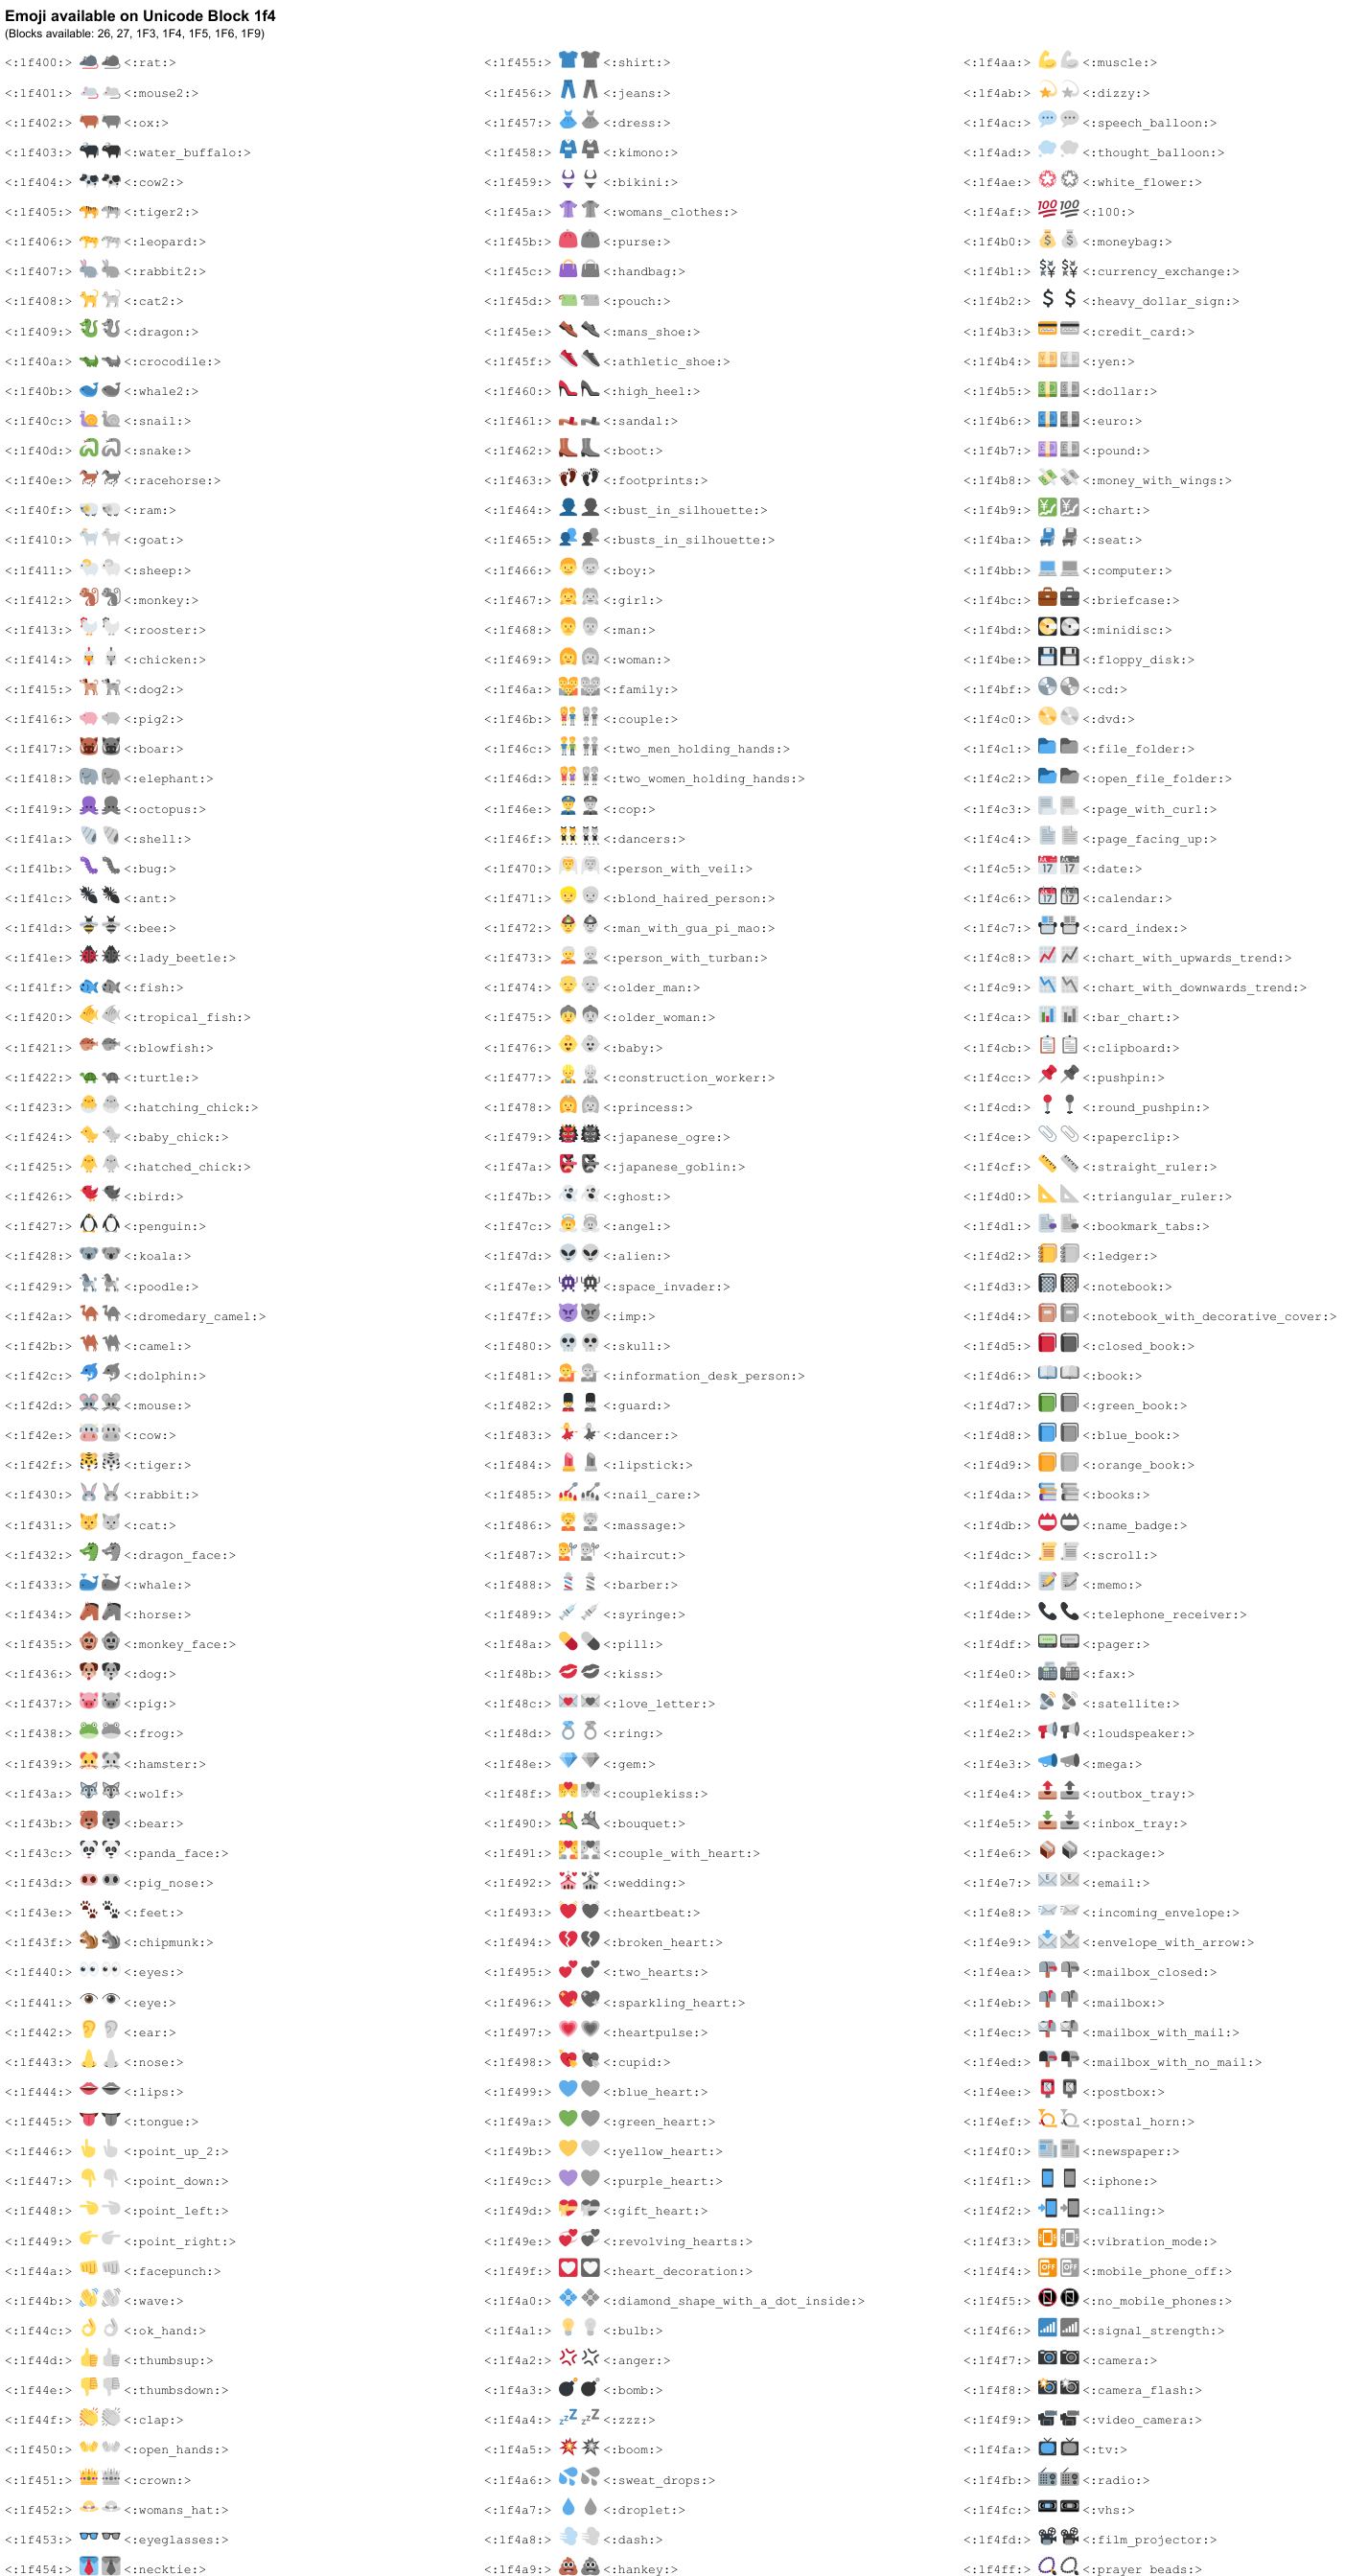 Emoji available on Unicode Block 1f4
(Blocks available: 26, 27, 1F3, 1F4, 1F5, 1F6, 1F9)
<:1f400:> <:rat:>
<:1f401:> <:mouse2:>
<:1f402:> <:ox:>
<:1f403:> <:water_buffalo:>
<:1f404:> <:cow2:>
<:1f405:> <:tiger2:>
<:1f406:> <:leopard:>
<:1f407:> <:rabbit2:>
<:1f408:> <:cat2:>
<:1f409:> <:dragon:>
<:1f40a:> <:crocodile:>
<:1f40b:> <:whale2:>
<:1f40c:> <:snail:>
<:1f40d:> <:snake:>
<:1f40e:> <:racehorse:>
<:1f40f:> <:ram:>
<:1f410:> <:goat:>
<:1f411:> <:sheep:>
<:1f412:> <:monkey:>
<:1f413:> <:rooster:>
<:1f414:> <:chicken:>
<:1f415:> <:dog2:>
<:1f416:> <:pig2:>
<:1f417:> <:boar:>
<:1f418:> <:elephant:>
<:1f419:> <:octopus:>
<:1f41a:> <:shell:>
<:1f41b:> <:bug:>
<:1f41c:> <:ant:>
<:1f41d:> <:bee:>
<:1f41e:> <:lady_beetle:>
<:1f41f:> <:fish:>
<:1f420:> <:tropical_fish:>
<:1f421:> <:blowfish:>
<:1f422:> <:turtle:>
<:1f423:> <:hatching_chick:>
<:1f424:> <:baby_chick:>
<:1f425:> <:hatched_chick:>
<:1f426:> <:bird:>
<:1f427:> <:penguin:>
<:1f428:> <:koala:>
<:1f429:> <:poodle:>
<:1f42a:> <:dromedary_camel:>
<:1f42b:> <:camel:>
<:1f42c:> <:dolphin:>
<:1f42d:> <:mouse:>
<:1f42e:> <:cow:>
<:1f42f:> <:tiger:>
<:1f430:> <:rabbit:>
<:1f431:> <:cat:>
<:1f432:> <:dragon_face:>
<:1f433:> <:whale:>
<:1f434:> <:horse:>
<:1f435:> <:monkey_face:>
<:1f436:> <:dog:>
<:1f437:> <:pig:>
<:1f438:> <:frog:>
<:1f439:> <:hamster:>
<:1f43a:> <:wolf:>
<:1f43b:> <:bear:>
<:1f43c:> <:panda_face:>
<:1f43d:> <:pig_nose:>
<:1f43e:> <:feet:>
<:1f43f:> <:chipmunk:>
<:1f440:> <:eyes:>
<:1f441:> <:eye:>
<:1f442:> <:ear:>
<:1f443:> <:nose:>
<:1f444:> <:lips:>
<:1f445:> <:tongue:>
<:1f446:> <:point_up_2:>
<:1f447:> <:point_down:>
<:1f448:> <:point_left:>
<:1f449:> <:point_right:>
<:1f44a:> <:facepunch:>
<:1f44b:> <:wave:>
<:1f44c:> <:ok_hand:>
<:1f44d:> <:thumbsup:>
<:1f44e:> <:thumbsdown:>
<:1f44f:> <:clap:>
<:1f450:> <:open_hands:>
<:1f451:> <:crown:>
<:1f452:> <:womans_hat:>
<:1f453:> <:eyeglasses:>
<:1f454:> <:necktie:>
<:1f455:> <:shirt:>
<:1f456:> <:jeans:>
<:1f457:> <:dress:>
<:1f458:> <:kimono:>
<:1f459:> <:bikini:>
<:1f45a:> <:womans_clothes:>
<:1f45b:> <:purse:>
<:1f45c:> <:handbag:>
<:1f45d:> <:pouch:>
<:1f45e:> <:mans_shoe:>
<:1f45f:> <:athletic_shoe:>
<:1f460:> <:high_heel:>
<:1f461:> <:sandal:>
<:1f462:> <:boot:>
<:1f463:> <:footprints:>
<:1f464:> <:bust_in_silhouette:>
<:1f465:> <:busts_in_silhouette:>
<:1f466:> <:boy:>
<:1f467:> <:girl:>
<:1f468:> <:man:>
<:1f469:> <:woman:>
<:1f46a:> <:family:>
<:1f46b:> <:couple:>
<:1f46c:> <:two_men_holding_hands:>
<:1f46d:> <:two_women_holding_hands:>
<:1f46e:> <:cop:>
<:1f46f:> <:dancers:>
<:1f470:> <:person_with_veil:>
<:1f471:> <:blond_haired_person:>
<:1f472:> <:man_with_gua_pi_mao:>
<:1f473:> <:person_with_turban:>
<:1f474:> <:older_man:>
<:1f475:> <:older_woman:>
<:1f476:> <:baby:>
<:1f477:> <:construction_worker:>
<:1f478:> <:princess:>
<:1f479:> <:japanese_ogre:>
<:1f47a:> <:japanese_goblin:>
<:1f47b:> <:ghost:>
<:1f47c:> <:angel:>
<:1f47d:> <:alien:>
<:1f47e:> <:space_invader:>
<:1f47f:> <:imp:>
<:1f480:> <:skull:>
<:1f481:> <:information_desk_person:>
<:1f482:> <:guard:>
<:1f483:> <:dancer:>
<:1f484:> <:lipstick:>
<:1f485:> <:nail_care:>
<:1f486:> <:massage:>
<:1f487:> <:haircut:>
<:1f488:> <:barber:>
<:1f489:> <:syringe:>
<:1f48a:> <:pill:>
<:1f48b:> <:kiss:>
<:1f48c:> <:love_letter:>
<:1f48d:> <:ring:>
<:1f48e:> <:gem:>
<:1f48f:> <:couplekiss:>
<:1f490:> <:bouquet:>
<:1f491:> <:couple_with_heart:>
<:1f492:> <:wedding:>
<:1f493:> <:heartbeat:>
<:1f494:> <:broken_heart:>
<:1f495:> <:two_hearts:>
<:1f496:> <:sparkling_heart:>
<:1f497:> <:heartpulse:>
<:1f498:> <:cupid:>
<:1f499:> <:blue_heart:>
<:1f49a:> <:green_heart:>
<:1f49b:> <:yellow_heart:>
<:1f49c:> <:purple_heart:>
<:1f49d:> <:gift_heart:>
<:1f49e:> <:revolving_hearts:>
<:1f49f:> <:heart_decoration:>
<:1f4a0:> <:diamond_shape_with_a_dot_inside:>
<:1f4a1:> <:bulb:>
<:1f4a2:> <:anger:>
<:1f4a3:> <:bomb:>
<:1f4a4:> <:zzz:>
<:1f4a5:> <:boom:>
<:1f4a6:> <:sweat_drops:>
<:1f4a7:> <:droplet:>
<:1f4a8:> <:dash:>
<:1f4a9:> <:hankey:>
<:1f4aa:> <:muscle:>
<:1f4ab:> <:dizzy:>
<:1f4ac:> <:speech_balloon:>
<:1f4ad:> <:thought_balloon:>
<:1f4ae:> <:white_flower:>
<:1f4af:> <:100:>
<:1f4b0:> <:moneybag:>
<:1f4b1:> <:currency_exchange:>
<:1f4b2:> <:heavy_dollar_sign:>
<:1f4b3:> <:credit_card:>
<:1f4b4:> <:yen:>
<:1f4b5:> <:dollar:>
<:1f4b6:> <:euro:>
<:1f4b7:> <:pound:>
<:1f4b8:> <:money_with_wings:>
<:1f4b9:> <:chart:>
<:1f4ba:> <:seat:>
<:1f4bb:> <:computer:>
<:1f4bc:> <:briefcase:>
<:1f4bd:> <:minidisc:>
<:1f4be:> <:floppy_disk:>
<:1f4bf:> <:cd:>
<:1f4c0:> <:dvd:>
<:1f4c1:> <:file_folder:>
<:1f4c2:> <:open_file_folder:>
<:1f4c3:> <:page_with_curl:>
<:1f4c4:> <:page_facing_up:>
<:1f4c5:> <:date:>
<:1f4c6:> <:calendar:>
<:1f4c7:> <:card_index:>
<:1f4c8:> <:chart_with_upwards_trend:>
<:1f4c9:> <:chart_with_downwards_trend:>
<:1f4ca:> <:bar_chart:>
<:1f4cb:> <:clipboard:>
<:1f4cc:> <:pushpin:>
<:1f4cd:> <:round_pushpin:>
<:1f4ce:> <:paperclip:>
<:1f4cf:> <:straight_ruler:>
<:1f4d0:> <:triangular_ruler:>
<:1f4d1:> <:bookmark_tabs:>
<:1f4d2:> <:ledger:>
<:1f4d3:> <:notebook:>
<:1f4d4:> <:notebook_with_decorative_cover:>
<:1f4d5:> <:closed_book:>
<:1f4d6:> <:book:>
<:1f4d7:> <:green_book:>
<:1f4d8:> <:blue_book:>
<:1f4d9:> <:orange_book:>
<:1f4da:> <:books:>
<:1f4db:> <:name_badge:>
<:1f4dc:> <:scroll:>
<:1f4dd:> <:memo:>
<:1f4de:> <:telephone_receiver:>
<:1f4df:> <:pager:>
<:1f4e0:> <:fax:>
<:1f4e1:> <:satellite:>
<:1f4e2:> <:loudspeaker:>
<:1f4e3:> <:mega:>
<:1f4e4:> <:outbox_tray:>
<:1f4e5:> <:inbox_tray:>
<:1f4e6:> <:package:>
<:1f4e7:> <:email:>
<:1f4e8:> <:incoming_envelope:>
<:1f4e9:> <:envelope_with_arrow:>
<:1f4ea:> <:mailbox_closed:>
<:1f4eb:> <:mailbox:>
<:1f4ec:> <:mailbox_with_mail:>
<:1f4ed:> <:mailbox_with_no_mail:>
<:1f4ee:> <:postbox:>
<:1f4ef:> <:postal_horn:>
<:1f4f0:> <:newspaper:>
<:1f4f1:> <:iphone:>
<:1f4f2:> <:calling:>
<:1f4f3:> <:vibration_mode:>
<:1f4f4:> <:mobile_phone_off:>
<:1f4f5:> <:no_mobile_phones:>
<:1f4f6:> <:signal_strength:>
<:1f4f7:> <:camera:>
<:1f4f8:> <:camera_flash:>
<:1f4f9:> <:video_camera:>
<:1f4fa:> <:tv:>
<:1f4fb:> <:radio:>
<:1f4fc:> <:vhs:>
<:1f4fd:> <:film_projector:>
<:1f4ff:> <:prayer_beads:>